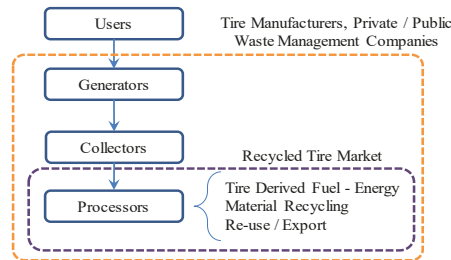 Users
Tire Manufacturers, Private / Public
Waste Management Companies
Generators
Collectors
Recycled Tire Market
Processors
Tire Derived Fuel - Energy
Material Recycling
Re-use / Export